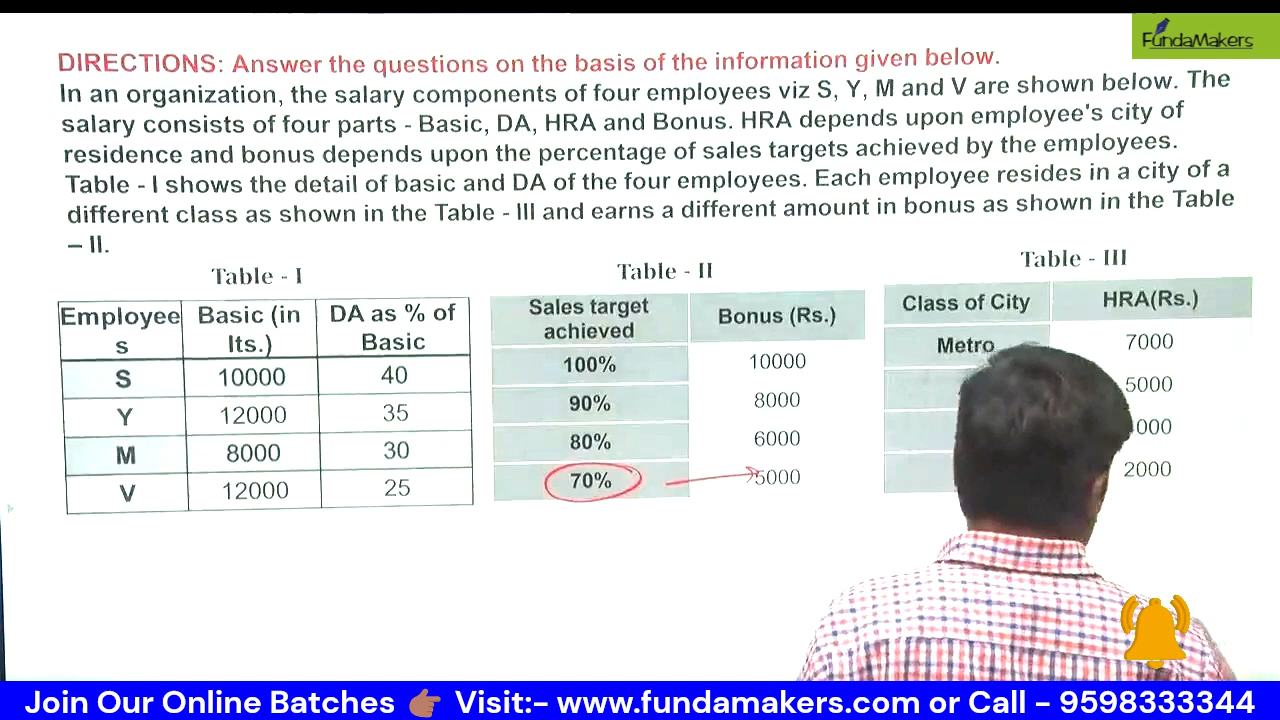 FundaMakers
DIRECTIONS: Answer the questions on the basis of the information given below.
In an organization, the salary components of four employees viz S, Y, M and V are shown below. The
salary consists of four parts - Basic, DA, HRA and Bonus. HRA depends upon employee's city of
residence and bonus depends upon the percentage of sales targets achieved by the employees.
Table - I shows the detail of basic and DA of the four employees. Each employee resides in a city of a
different class as shown in the Table - III and earns a different amount in bonus as shown in the Table
– II.
Table - I
Employee Basic (in DA as % of
s Its.) Basic
S 10000 40
Y 12000 35
M 8000 30
V 12000 25
Table - II
Sales target
achieved Bonus (Rs.)
100% 10000
90% 8000
80% 6000
70% 5000
Table - III
Class of City HRA(Rs.)
Metro 7000
5000
000
2000
Join Our Online Batches Visit:- www.fundamakers.com or Call – 9598333344